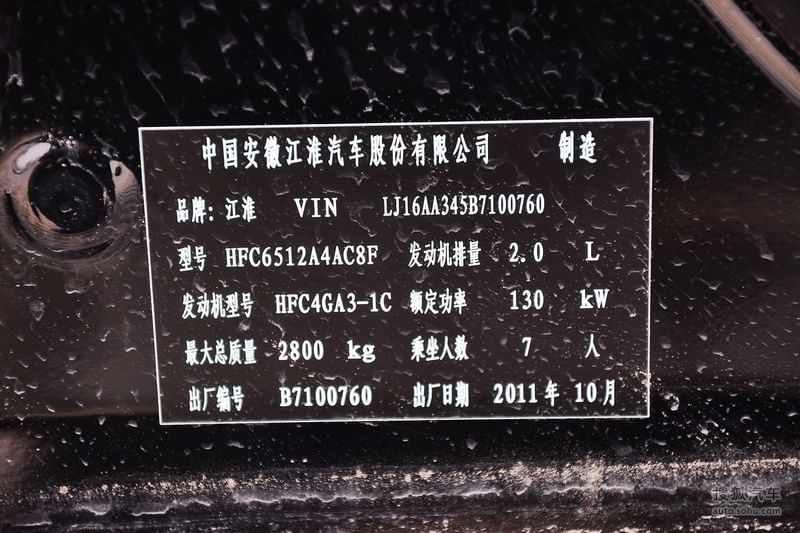 中国安徽江淮汽车股份有限公司 制造
品牌：江淮 VIN LJ16AA345B7100760
型号 HFC6512A4AC8F 发动机排量 2.0 L
发动机型号 HFC4GA3-1C 额定功率 130 kW
最大总质量 2800 kg 乘坐人数 7 人
出厂编号 B7100760 出厂日期 2011年 10月
搜狐汽车
auto.sohu.com